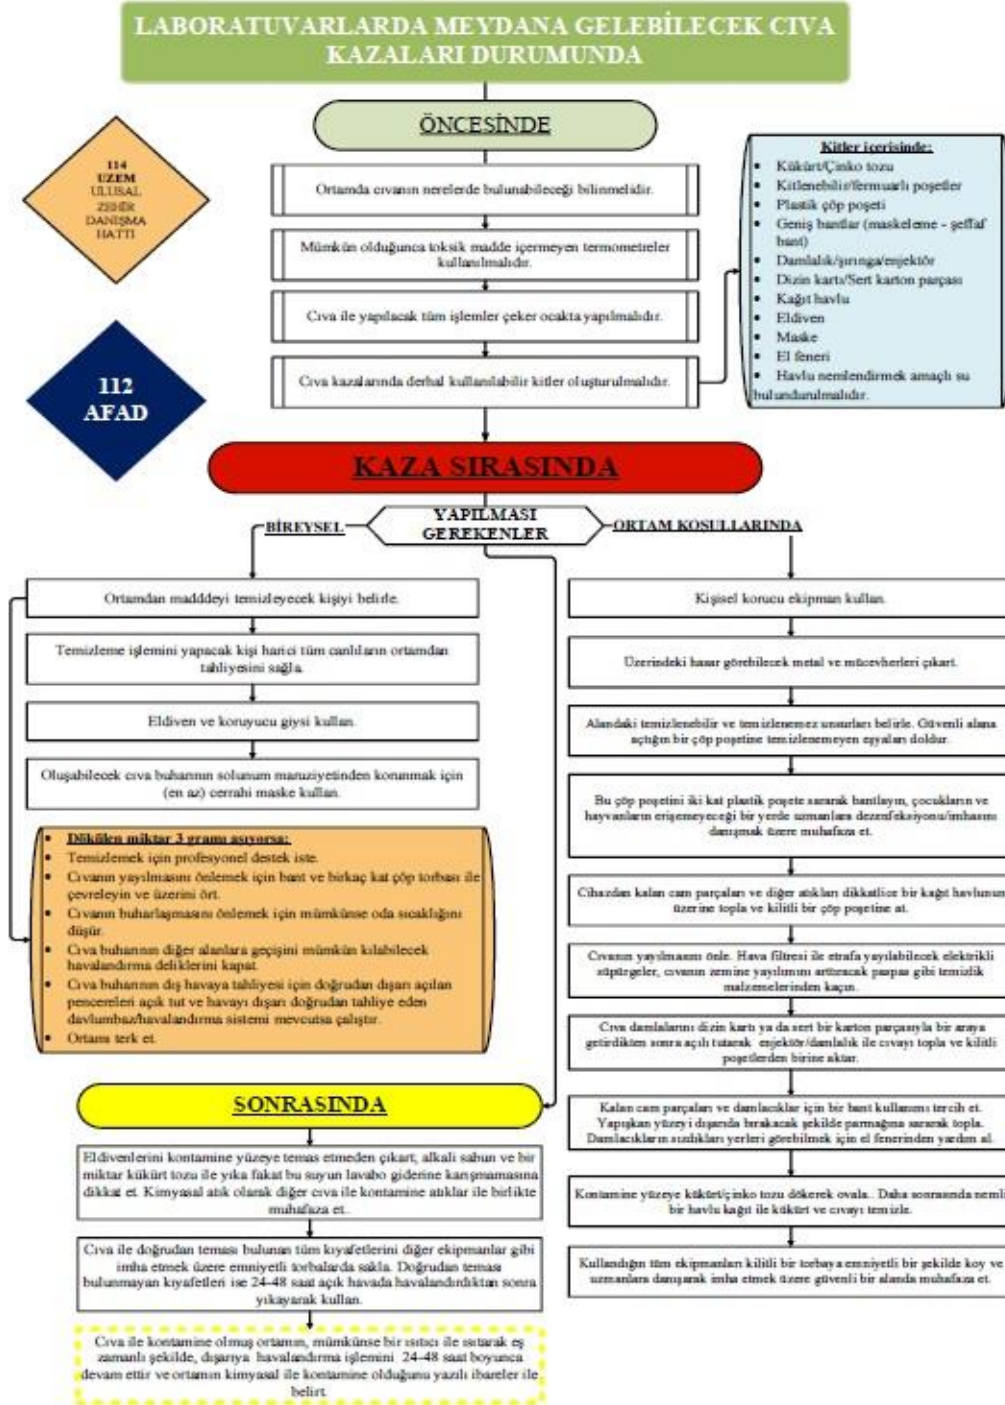 LABORATUVARLARDA MEYDANA GELEBİLECEK CIVA
KAZALARI DURUMUNDA
ÖNCESİNDE
114
UZEM
ULUSAL
ZEHİR
DANIŞMA
HATTI
112
AFAD
Ortamda cıvanın nerelerde bulunabileceği bilinmelidir.
Mümkün olduğunca toksik madde içermeyen termometreler
kullanılmalıdır.
Cıva ile yapılacak tüm işlemler çeker ocakta yapılmalıdır.
Cıva kazalarında derhal kullanılabilir kitler oluşturulmalıdır.
Kitler içerisinde:
• Kükürt/Çinko tozu
• Kitlenebilir/fermuarlı poşetler
• Plastik çöp poşeti
• Geniş bantlar (maskeleme - şeffaf
bant)
• Damlalık/şırınga/enjektör
• Dizin kartı/Sert karton parçası
• Kağıt havlu
• Eldiven
• Maske
• El feneri
• Havlu nemlendirmek amaçlı su
bulundurulmalıdır.
KAZA SIRASINDA
YAPILMASI
GEREKENLER
BİREYSEL
Ortamdan madddeyi temizleyecek kişiyi belirle.
Temizleme işlemini yapacak kişi harici tüm canlıların ortamdan
tahliyesini sağla.
Eldiven ve koruyucu giysi kullan.
Oluşabilecek cıva buharının solunum maruziyetinden korunmak için
(en az) cerrahi maske kullan.
• Dökülen miktar 3 gramı aşıyorsa:
• Temizlemek için profesyonel destek iste.
• Cıvanın yayılmasını önlemek için bant ve birkaç kat çöp torbası ile
çevreleyin ve üzerini ört.
• Cıvanın buharlaşmasını önlemek için mümkünse oda sıcaklığını
düşür.
• Cıva buharının diğer alanlara geçişini mümkün kılabilecek
havalandırma deliklerini kapat.
• Cıva buharının dış havaya tahliyesi için doğrudan dışarı açılan
pencereleri açık tut ve havayı dışarı doğrudan tahliye eden
davlumbaz/havalandırma sistemi mevcutsa çalıştır.
• Ortamı terk et.
ORTAM KOŞULLARINDA
Kişisel korucu ekipman kullan.
Üzerindeki hasar görebilecek metal ve mücevherleri çıkart.
Alandaki temizlenebilir ve temizlenemez unsurları belirle. Güvenli alana
açtığın bir çöp poşetine temizlenemeyen eşyaları doldur.
Bu çöp poşetini iki kat plastik poşete sararak bantlayın, çocukların ve
hayvanların erişemeyeceği bir yerde uzmanlara dezenfeksiyonu/imhasını
danışmak üzere muhafaza et.
Cihazdan kalan cam parçaları ve diğer atıkları dikkatlice bir kağıt havlunun
üzerine topla ve kilitli bir çöp poşetine at.
Cıvanın yayılmasını önle. Hava filtresi ile etrafa yayılabilecek elektrikli
süpürgeler, cıvanın zemine yayılımını arttıracak paspas gibi temizlik
malzemelerinden kaçın.
Cıva damlalarını dizin kartı ya da sert bir karton parçasıyla bir araya
getirdikten sonra açılı tutarak enjektör/damlalık ile cıvayı topla ve kilitli
poşetlerden birine aktar.
Kalan cam parçaları ve damlacıklar için bir bant kullanımı tercih et.
Yapışkan yüzeyi dışarıda bırakacak şekilde parmağına sararak topla.
Damlacıkların sızdıkları yerleri görebilmek için el fenerinden yardım al.
Kontamine yüzeye kükürt/çinko tozu dökerek ovala.. Daha sonrasında nemli
bir havlu kağıt ile kükürt ve cıvayı temizle.
Kullandığın tüm ekipmanları kilitli bir torbaya emniyetli bir şekilde koy ve
uzmanlara danışarak imha etmek üzere güvenli bir alanda muhafaza et.
SONRASINDA
Eldivenlerini kontamine yüzeye temas etmeden çıkart, alkali sabun ve bir
miktar kükürt tozu ile yıka fakat bu suyun lavabo giderine karışmamasına
dikkat et. Kimyasal atık olarak diğer cıva ile kontamine atıklar ile birlikte
muhafaza et..
Cıva ile doğrudan teması bulunan tüm kıyafetlerini diğer ekipmanlar gibi
imha etmek üzere emniyetli torbalarda sakla. Doğrudan teması
bulunmayan kıyafetleri ise 24-48 saat açık havada havalandırdıktan sonra
yıkayarak kullan.
Cıva ile kontamine olmuş ortamın, mümkünse bir ısıtıcı ile ısıtarak eş
zamanlı şekilde, dışarıya havalandırma işlemini 24-48 saat boyunca
devam ettir ve ortamın kimyasal ile kontamine olduğunu yazılı ibareler ile
belirt.